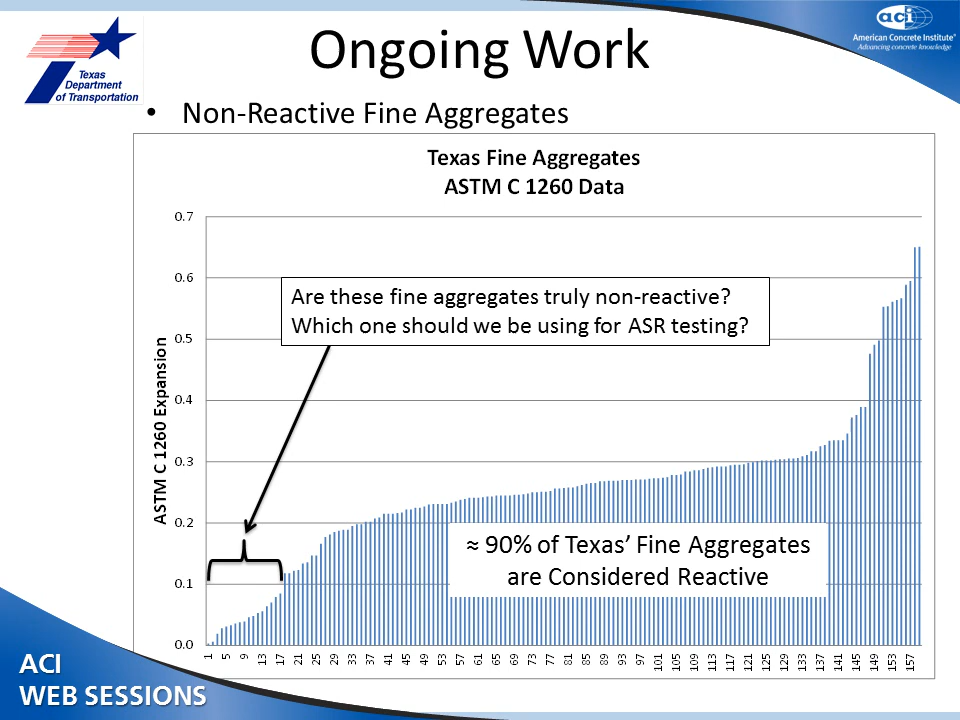 Texas
Department
of Transportation
Ongoing Work
aci
American Concrete Institute®
Advancing concrete knowledge
• Non-Reactive Fine Aggregates
Texas Fine Aggregates
ASTM C 1260 Data
ASTM C 1260 Expansion
0.7
0.6
0.5
0.4
0.3
0.2
0.1
0.0
Are these fine aggregates truly non-reactive?
Which one should we be using for ASR testing?
≈ 90% of Texas’ Fine Aggregates
are Considered Reactive
1 5 9 13 17 21 25 29 33 37 41 45 49 53 57 61 65 69 73 77 81 85 89 93 97 101 105 109 113 117 121 125 129 133 137 141 145 149 153 157
ACI
WEB SESSIONS